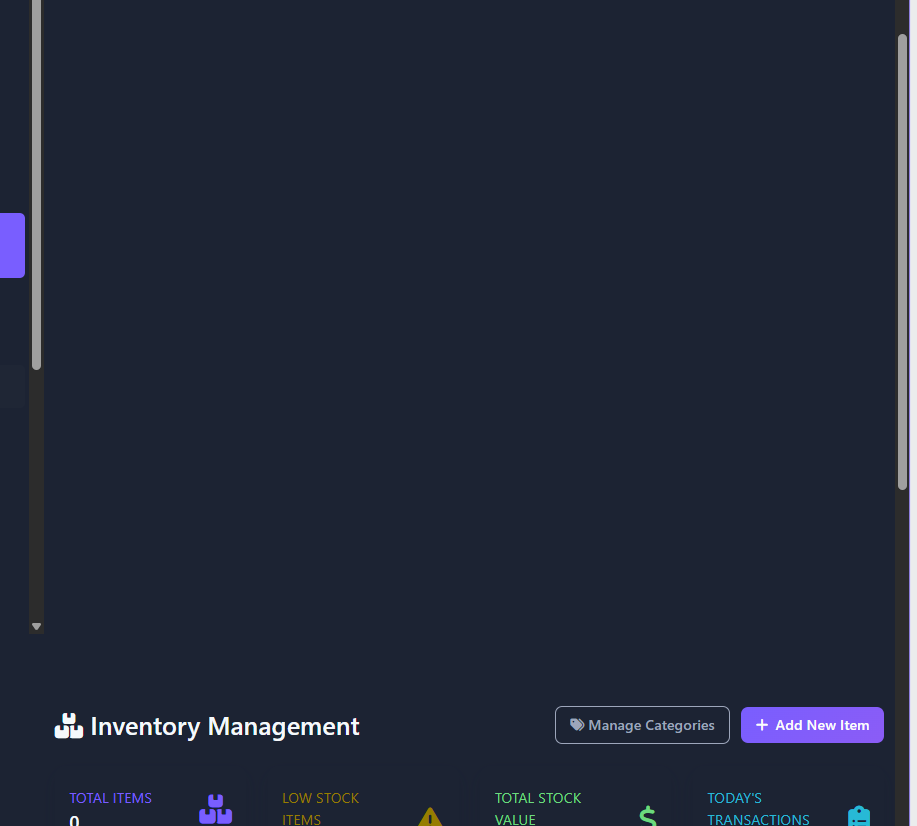 Inventory Management
Manage Categories
Add New Item
TOTAL ITEMS
0
LOW STOCK
ITEMS
TOTAL STOCK
VALUE
TODAY'S
TRANSACTIONS